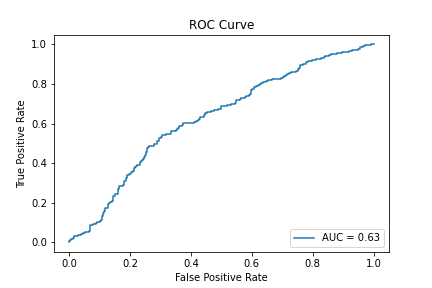 ROC Curve
True Positive Rate
1.0
0.8
0.6
0.4
0.2
0.0
AUC = 0.63
0.0 0.2 0.4 0.6 0.8 1.0
False Positive Rate